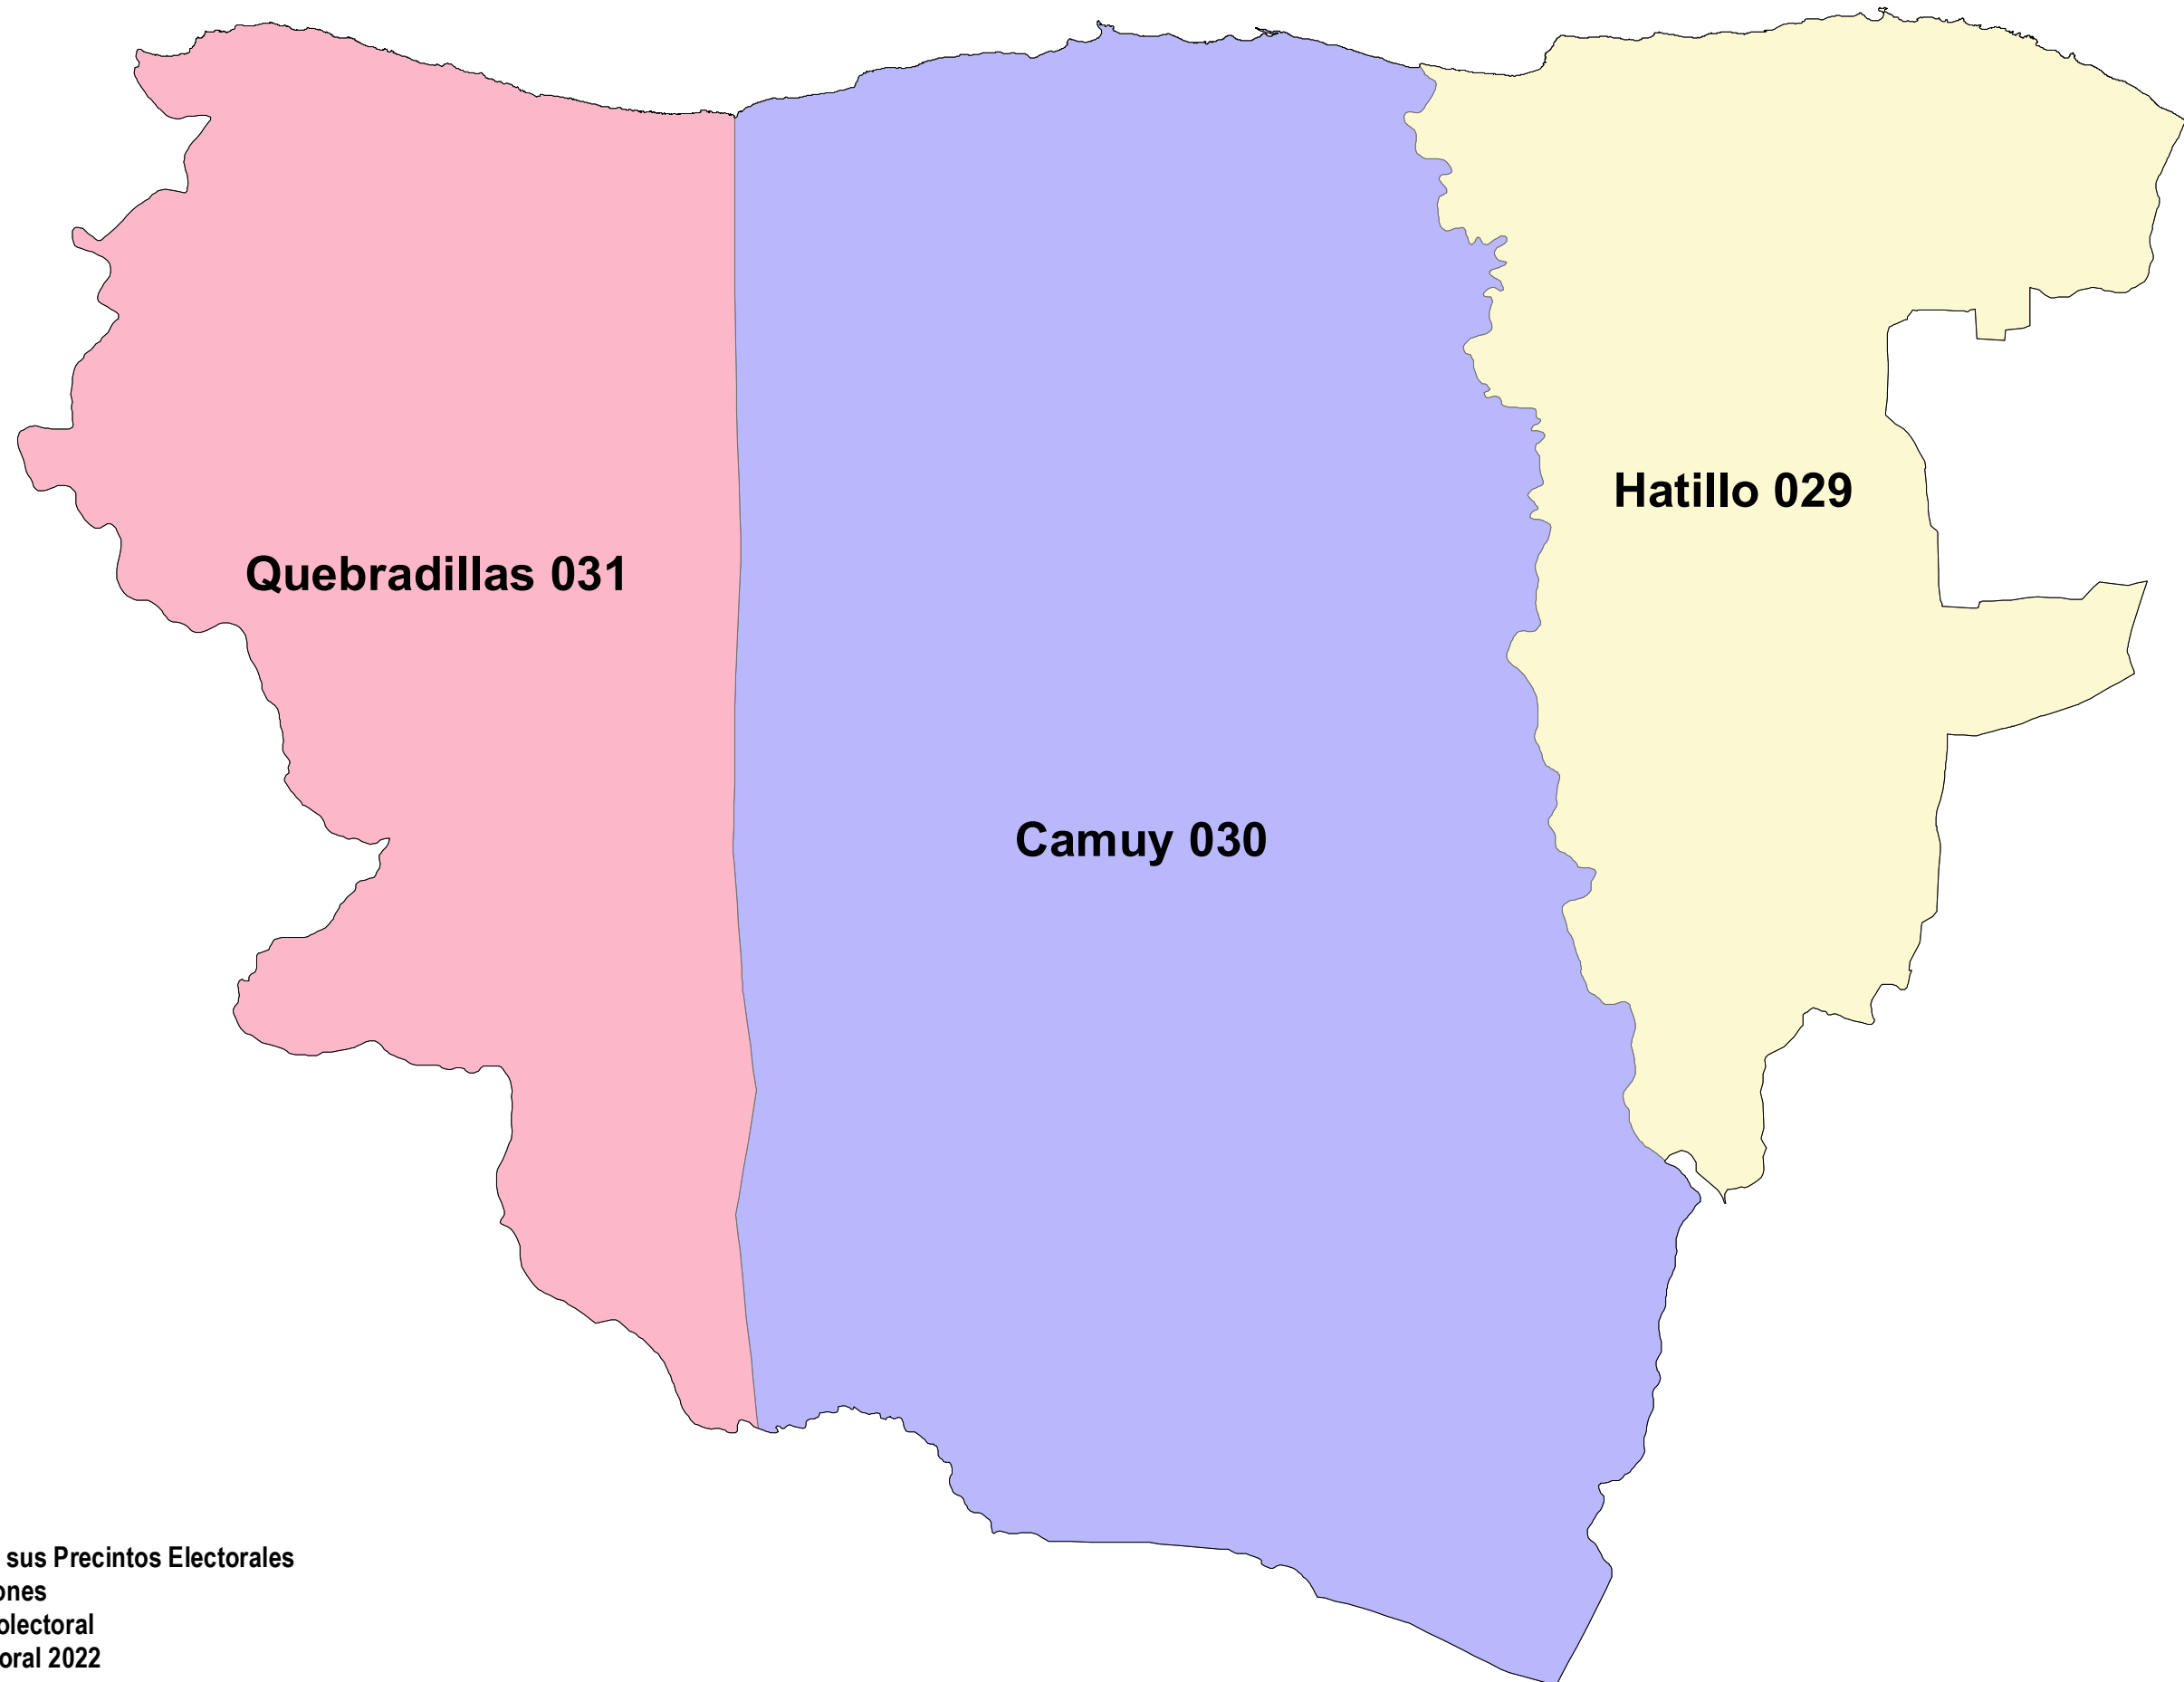 Hatillo 029
Quebradillas 031
Camuy 030
sus Precintos Electorales
ones
olectoral
oral 2022